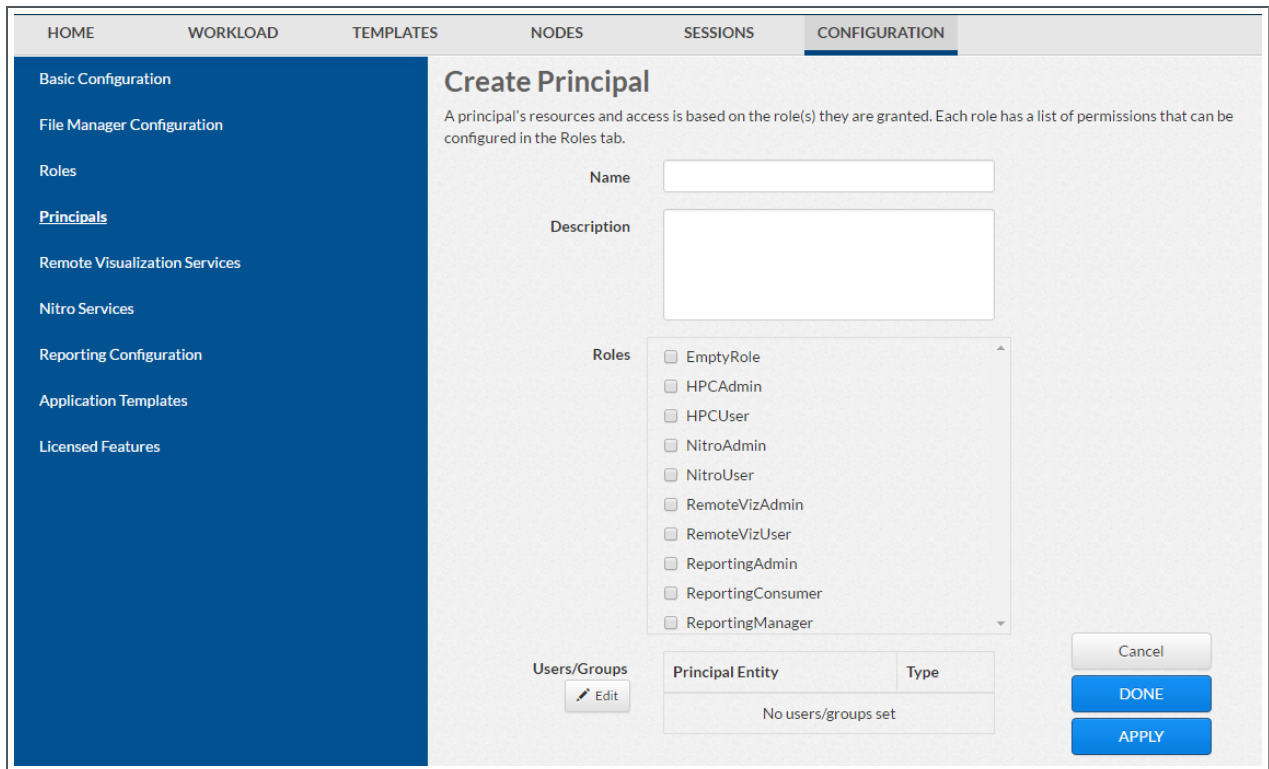 HOME WORKLOAD TEMPLATES NODES SESSIONS CONFIGURATION
Basic Configuration
File Manager Configuration
Roles
Principals
Remote Visualization Services
Nitro Services
Reporting Configuration
Application Templates
Licensed Features
Create Principal
A principal's resources and access is based on the role(s) they are granted. Each role has a list of permissions that can be
configured in the Roles tab.
Name
Description
Roles
EmptyRole
HPCAdmin
HPCUser
NitroAdmin
NitroUser
RemoteVizAdmin
RemoteVizUser
ReportingAdmin
ReportingConsumer
ReportingManager
Users/Groups
Edit
Principal Entity Type
No users/groups set
Cancel
DONE
APPLY